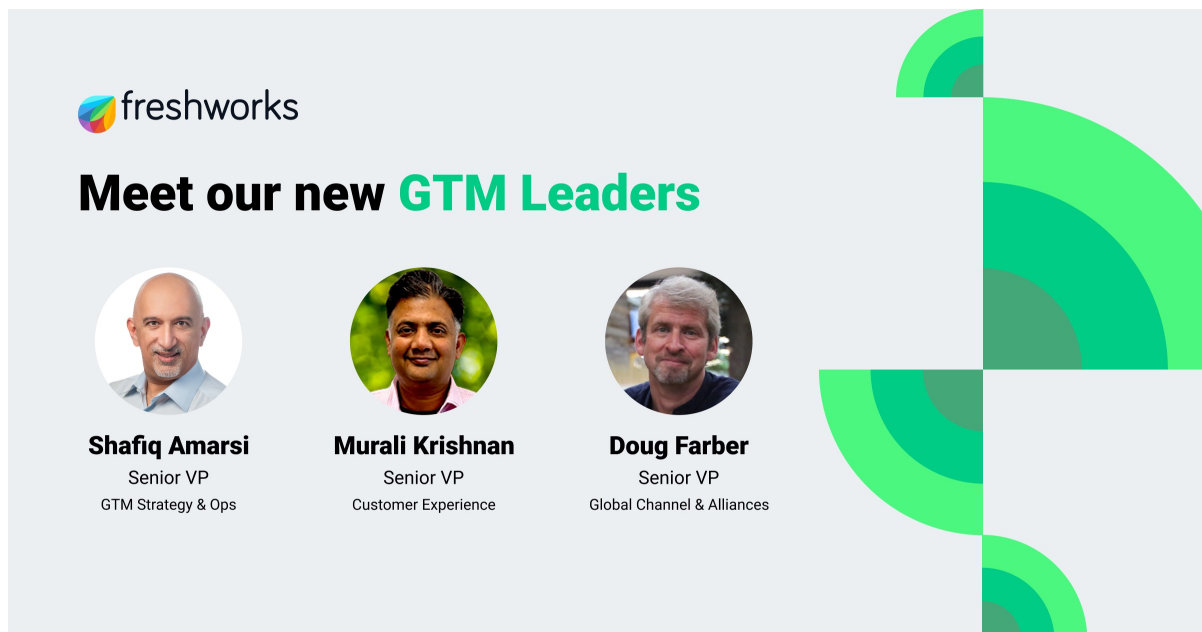 freshworks
Meet our new GTM Leaders
Shafiq Amarsi
Senior VP
GTM Strategy & Ops
Murali Krishnan
Senior VP
Customer Experience
Doug Farber
Senior VP
Global Channel & Alliances